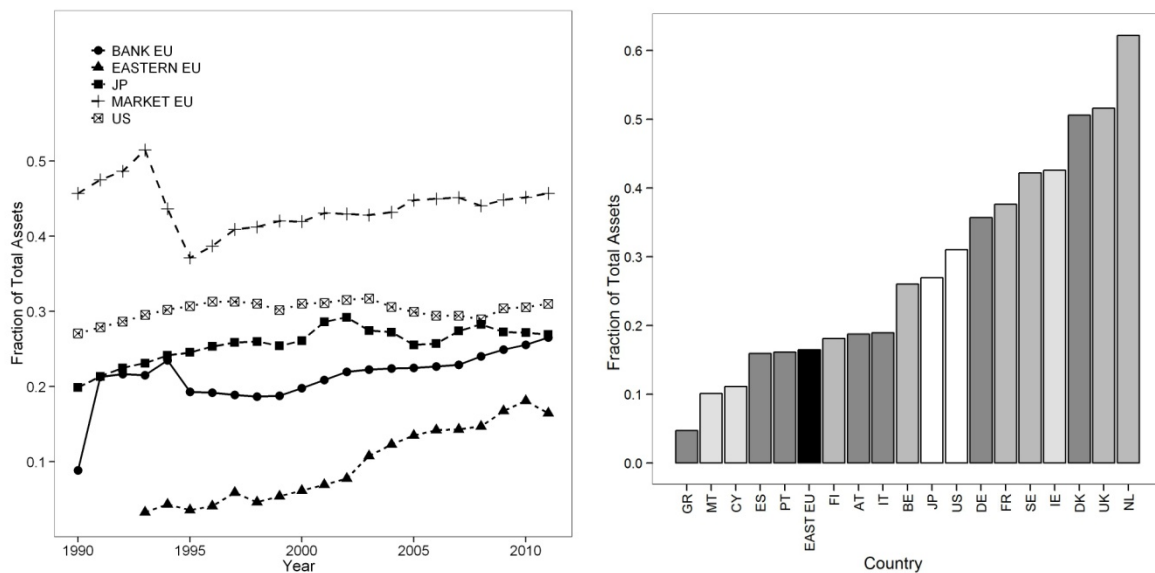 BANK EU
EASTERN EU
JP
MARKET EU
US
Fraction of Total Assets
0.5
0.4
0.3
0.2
0.1
1990 1995 2000 2005 2010
Year
Fraction of Total Assets
0.6
0.5
0.4
0.3
0.2
0.1
0.0
GR MT CY ES PT EAST EU FI AT IT BE JP US DE FR SE IE DK UK NL
Country